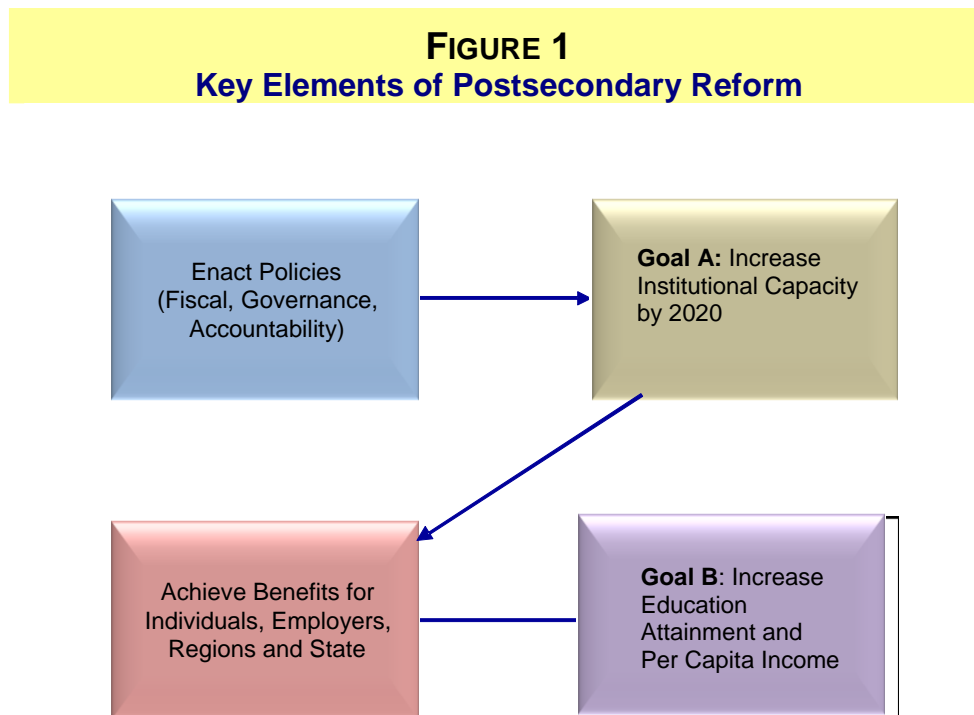 FIGURE 1
Key Elements of Postsecondary Reform
Enact Policies
(Fiscal, Governance,
Accountability)
Goal A: Increase
Institutional Capacity
by 2020
Achieve Benefits for
Individuals, Employers,
Regions and State
Goal B: Increase
Education
Attainment and
Per Capita Income